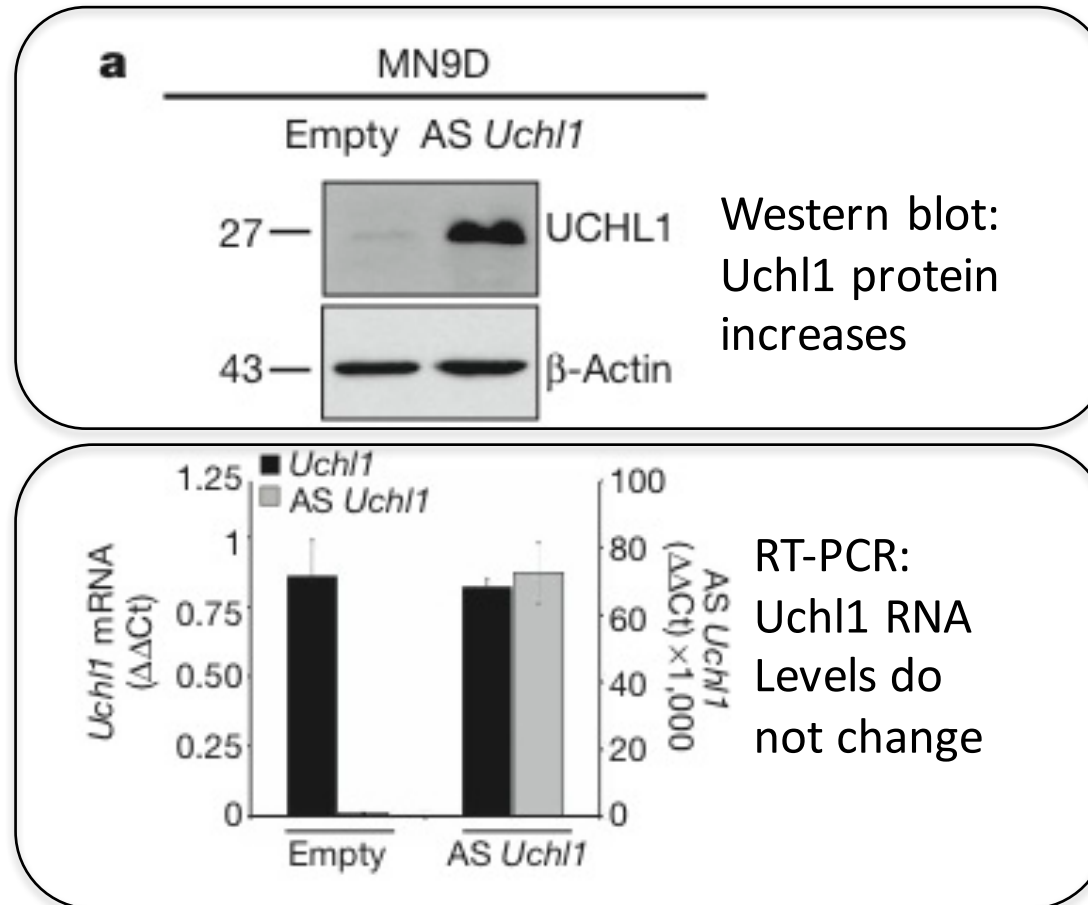 a
MN9D
Empty AS Uchl1
27
UCHL1
43
β-Actin
Western blot:
Uchl1 protein
increases
Uchl1
AS Uchl1
1.25
1
0.75
0.50
0.25
0
Uchl1 mRNA
(ΔΔCt)
100
80
60
40
20
0
AS Uchl1
(ΔΔCt) ×1,000
Empty
AS Uchl1
RT-PCR:
Uchl1 RNA
Levels do
not change